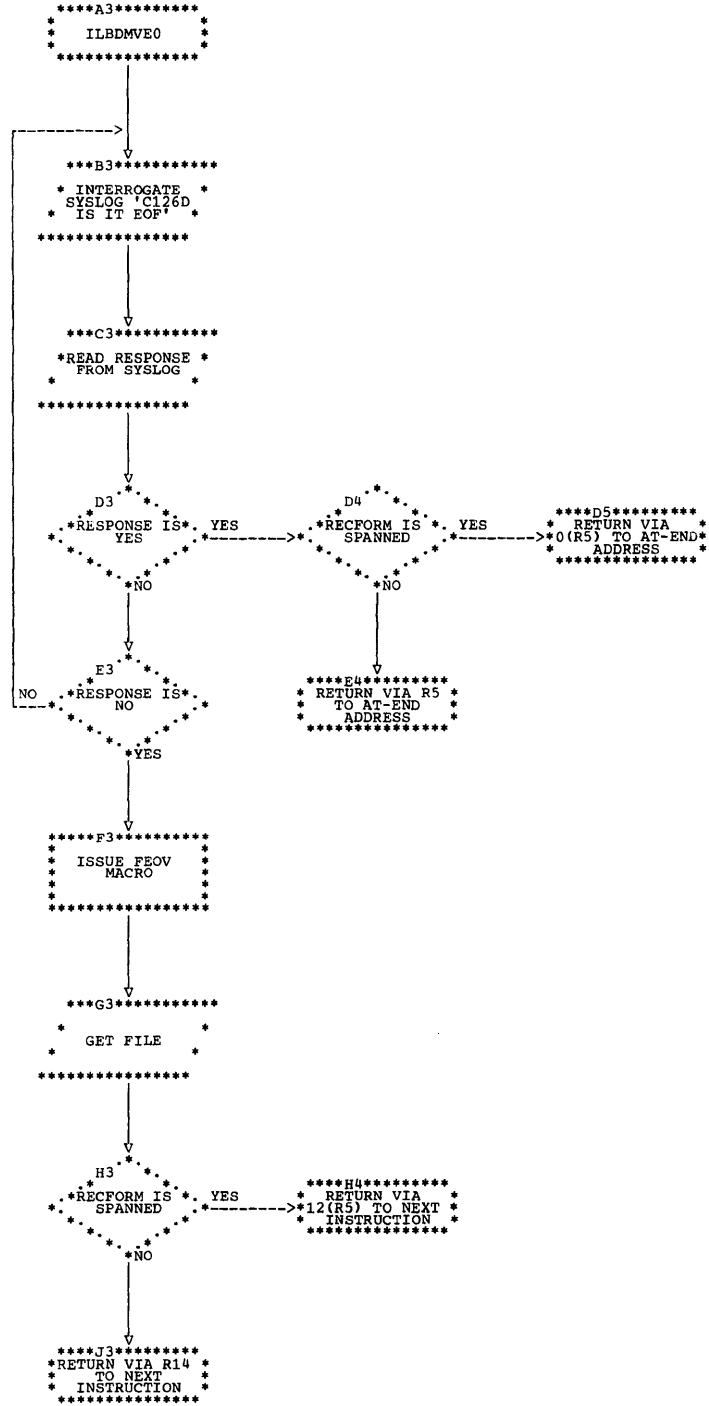 A3
ILBDMVE0
B3
INTERROGATE
SYSLOG 'C126D
IS IT EOF'
C3
READ RESPONSE
FROM SYSLOG
D3
RESPONSE IS
YES
YES
NO
D4
RECFORM IS
SPANNED
YES
NO
D5
RETURN VIA
0(R5) TO AT-END
ADDRESS
E3
RESPONSE IS
NO
NO
YES
E4
RETURN VIA R5
TO AT-END
ADDRESS
F3
ISSUE FEOV
MACRO
G3
GET FILE
H3
RECFORM IS
SPANNED
YES
NO
H4
RETURN VIA
12(R5) TO NEXT
INSTRUCTION
J3
RETURN VIA R14
TO NEXT
INSTRUCTION